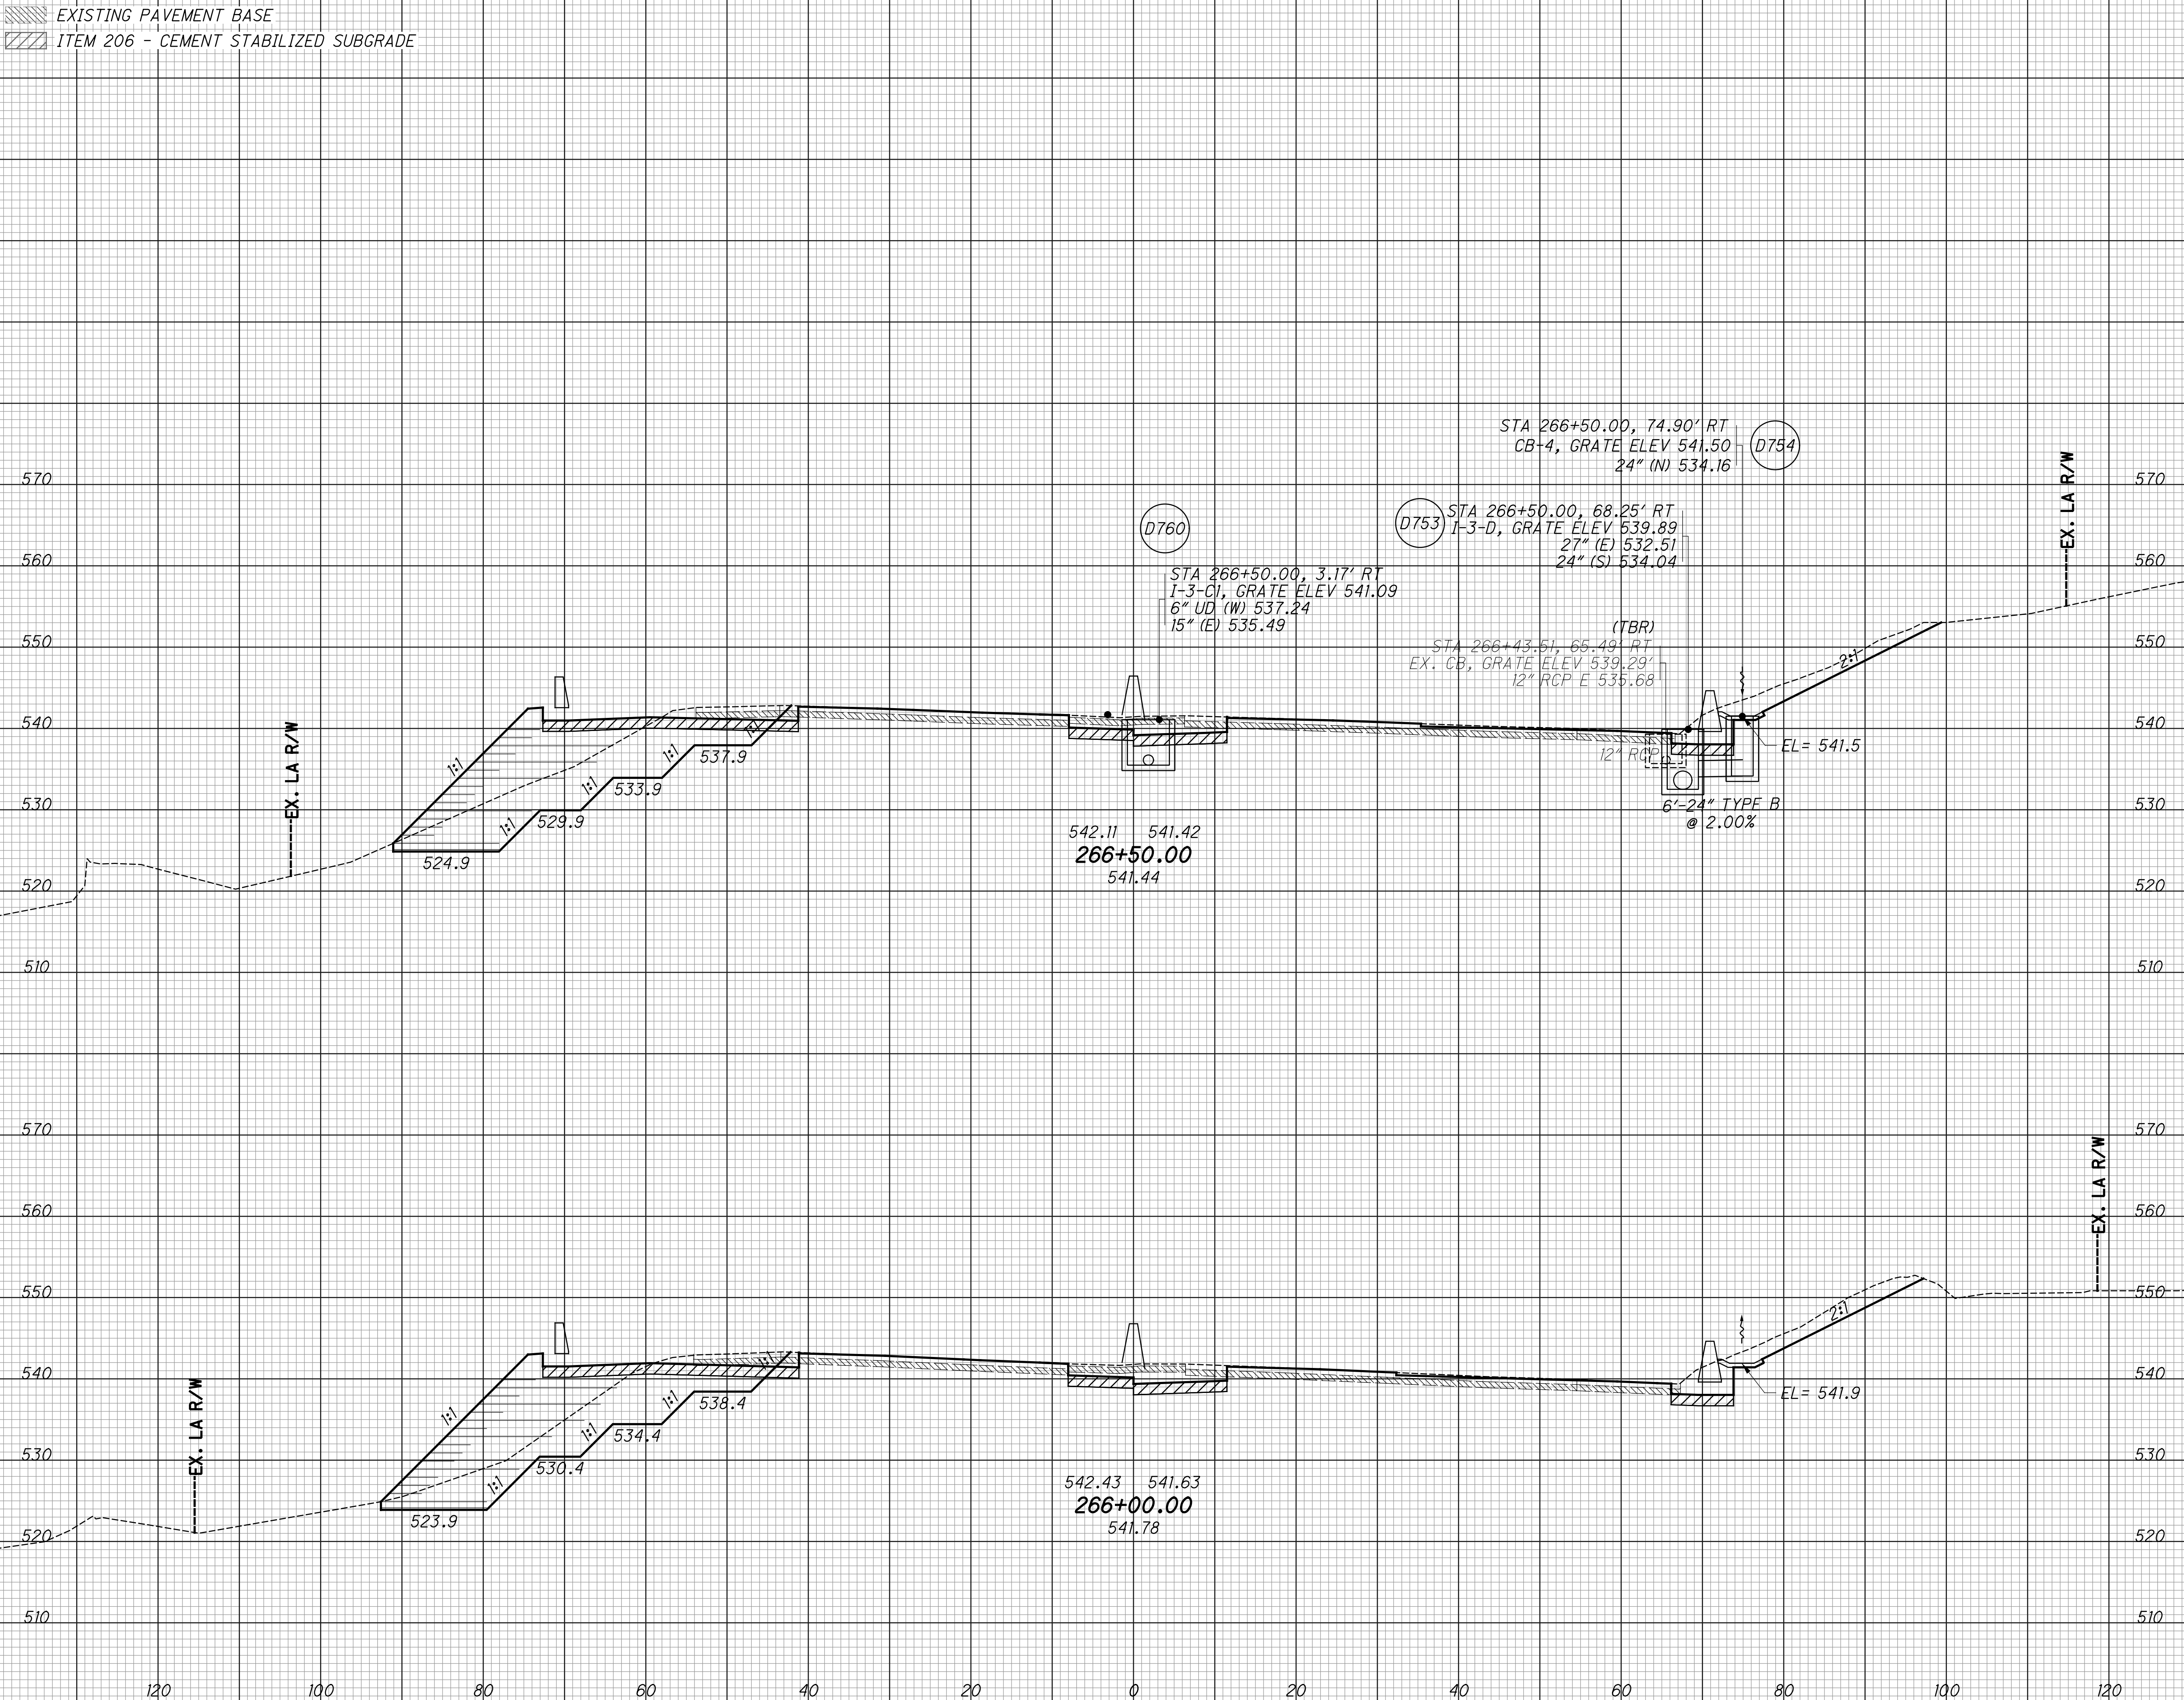 EXISTING PAVEMENT BASE
ITEM 206 - CEMENT STABILIZED SUBGRADE
STA 266+50.00, 74.90' RT
CB-4, GRATE ELEV 541.50
24" (N) 534.16
D754
EX. LA R/W
570
570
D760
D753
STA 266+50.00, 68.25' RT
I-3-D, GRATE ELEV 539.89
27" (E) 532.51
24" (S) 534.04
560
560
STA 266+50.00, 3.17' RT
I-3-C1, GRATE ELEV 541.09
6" UD (W) 537.24
15" (E) 535.49
(TBR)
STA 266+43.51, 65.49' RT
EX. CB, GRATE ELEV 539.29'
12" RCP E 535.68
550
550
2:1
540
540
EX. LA R/W
1:1
1:1
1:1
1:1
1:1
537.9
533.9
529.9
524.9
12" RCP
EL= 541.5
6'-24" TYPE B
@ 2.00%
530
530
542.11 541.42
266+50.00
541.44
520
520
510
510
570
570
EX. LA R/W
560
560
550
550
2:1
540
540
EX. LA R/W
1:1
1:1
1:1
1:1
1:1
538.4
534.4
530.4
523.9
EL= 541.9
530
530
542.43 541.63
266+00.00
541.78
520
520
510
510
120 100 80 60 40 20 0 20 40 60 80 100 120